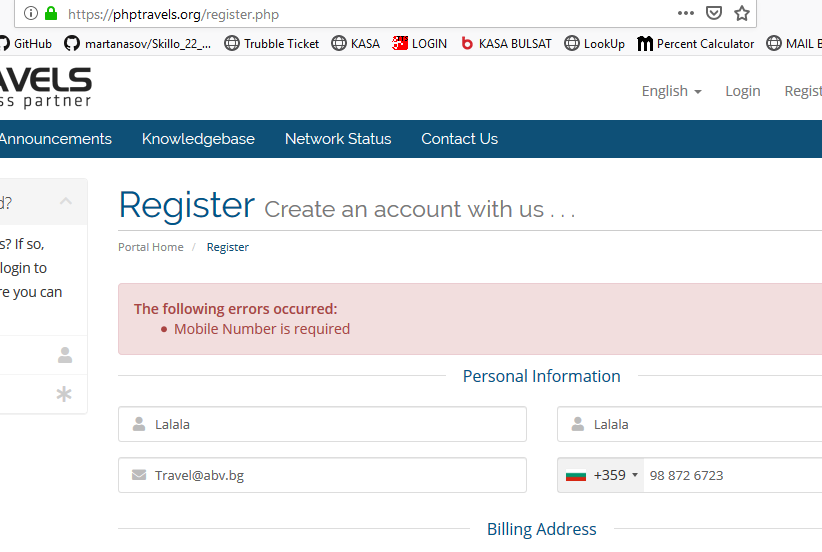 https://phptravels.org/register.php
GitHub martanasov/Skillo_22_... Trubble Ticket KASA LOGIN KASA BULSAT LookUp Percent Calculator MAIL
AVELS
ss partner
English Login Regist
Announcements Knowledgebase Network Status Contact Us
d?
s? If so,
login to
re you can
Register Create an account with us . . .
Portal Home / Register
The following errors occurred:
Mobile Number is required
Personal Information
Lalala Lalala
Travel@abv.bg +359 98 872 6723
Billing Address